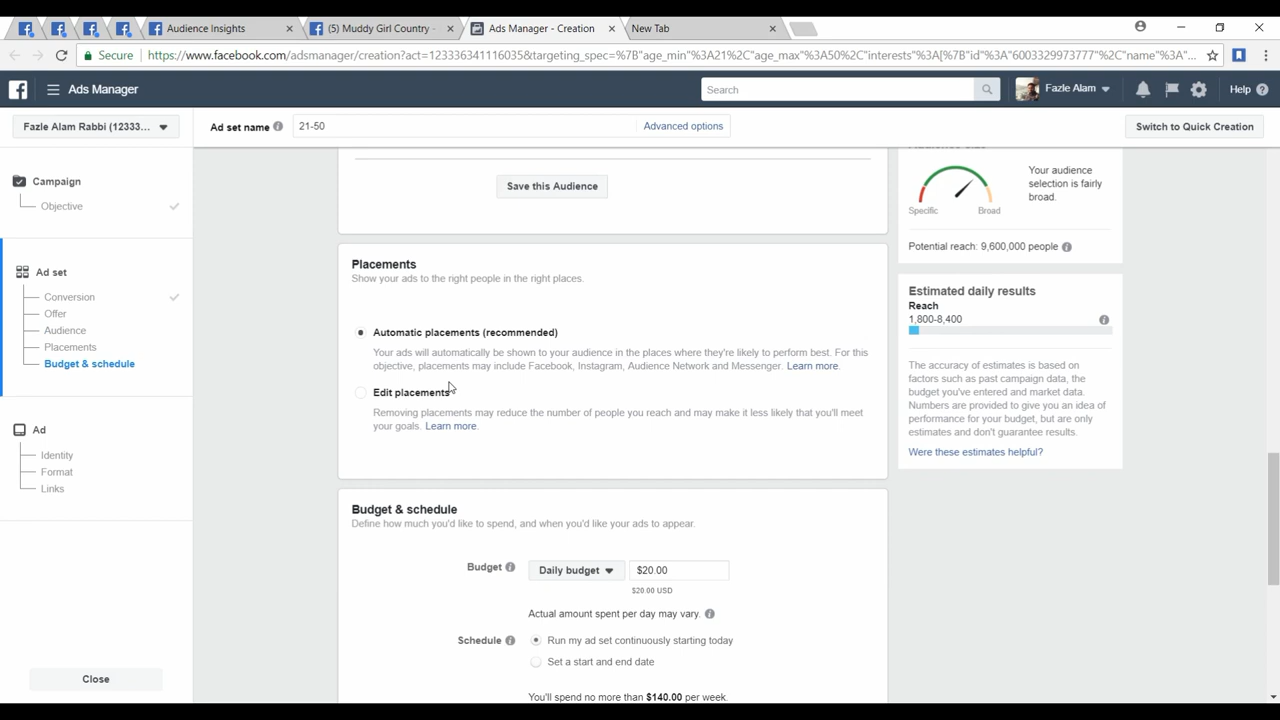 Audience Insights
(5) Muddy Girl Country -
Ads Manager - Creation
New Tab
Secure
https://www.facebook.com/adsmanager/creation?act=1233363411116035&targeting_spec=%7B"age_min"%3A21%2C"age_max"%3A50%2C"interests"%3A[%7B"id"%3A"6003329973777"%2C"name"%3A"...
Ads Manager
Search
Fazle Alam
Help
Fazle Alam Rabbi (12333...
Ad set name
21-50
Advanced options
Switch to Quick Creation
Campaign
Objective
Ad set
Conversion
Offer
Audience
Placements
Budget & schedule
Ad
Identity
Format
Links
Close
Save this Audience
Placements
Show your ads to the right people in the right places.
Automatic placements (recommended)
Your ads will automatically be shown to your audience in the places where they're likely to perform best. For this
objective, placements may include Facebook, Instagram, Audience Network and Messenger. Learn more.
Edit placements
Removing placements may reduce the number of people you reach and may make it less likely that you'll meet
your goals. Learn more.
Budget & schedule
Define how much you'd like to spend, and when you'd like your ads to appear.
Budget
Daily budget
$20.00
$20.00 USD
Actual amount spent per day may vary.
Schedule
Run my ad set continuously starting today
Set a start and end date
You'll spend no more than $140.00 per week.
Audience Size
Your audience
selection is fairly
broad.
Specific
Broad
Potential reach: 9,600,000 people
Estimated daily results
Reach
1,800-8,400
The accuracy of estimates is based on
factors such as past campaign data, the
budget you've entered and market data.
Numbers are provided to give you an idea of
performance for your budget, but are only
estimates and don't guarantee results.
Were these estimates helpful?